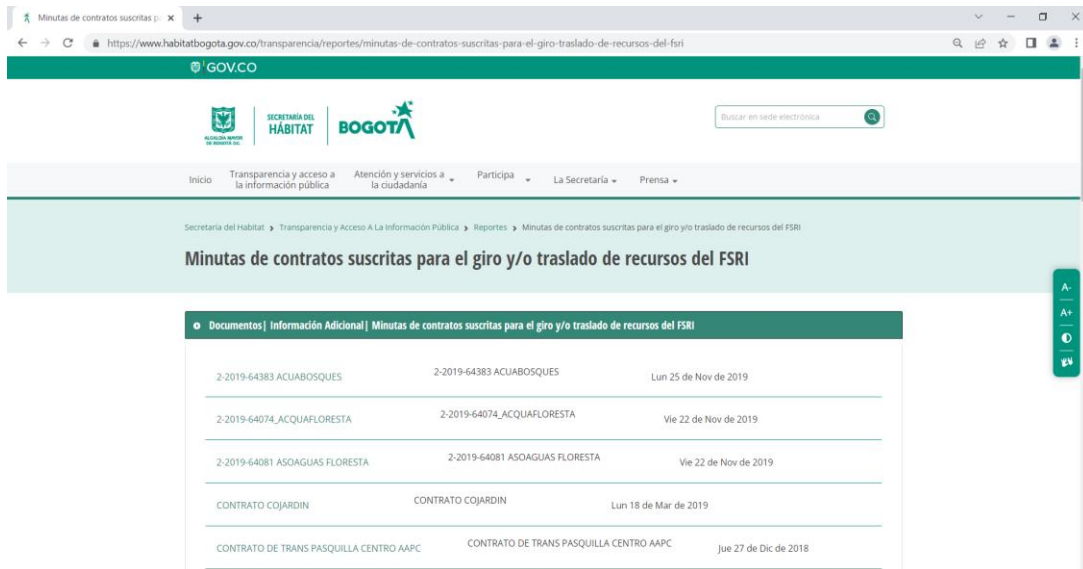 Minutas de contratos suscritas p
https://www.habitatbogota.gov.co/transparencia/reportes/minutas-de-contratos-suscritas-para-el-giro-traslado-de-recursos-del-fsri
GOV.CO
ALCALDÍA MAYOR
DE BOGOTÁ D.C.
SECRETARÍA DEL
HÁBITAT
BOGOTÁ
Buscar en sede electrónica
Inicio
Transparencia y acceso a
la información pública
Atención y servicios a
la ciudadanía
Participa
La Secretaría
Prensa
Secretaría del Habitat > Transparencia y Acceso A La Información Pública > Reportes > Minutas de contratos suscritas para el giro y/o traslado de recursos del FSRI
Minutas de contratos suscritas para el giro y/o traslado de recursos del FSRI
A-
A+
Documentos| Información Adicional| Minutas de contratos suscritas para el giro y/o traslado de recursos del FSRI
2-2019-64383 ACUABOSQUES 2-2019-64383 ACUABOSQUES Lun 25 de Nov de 2019
2-2019-64074_ACQUAFLORESTA 2-2019-64074_ACQUAFLORESTA Vie 22 de Nov de 2019
2-2019-64081 ASOAGUAS FLORESTA 2-2019-64081 ASOAGUAS FLORESTA Vie 22 de Nov de 2019
CONTRATO COJARDIN CONTRATO COJARDIN Lun 18 de Mar de 2019
CONTRATO DE TRANS PASQUILLA CENTRO AAPC CONTRATO DE TRANS PASQUILLA CENTRO AAPC Jue 27 de Dic de 2018